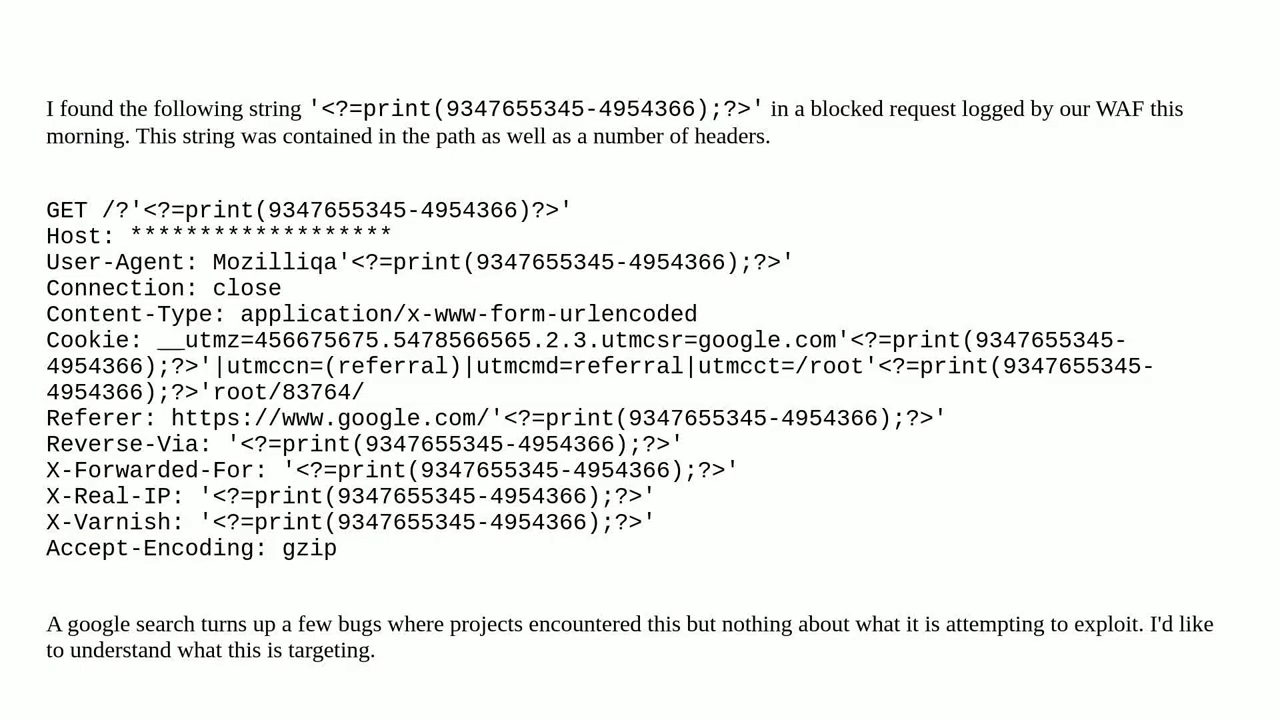 I found the following string '<?=print(9347655345-4954366);?>' in a blocked request logged by our WAF this
morning. This string was contained in the path as well as a number of headers.
GET /?'<?=print(9347655345-4954366)?>'
Host: *******************
User-Agent: Mozilliqa'<?=print(9347655345-4954366);?>'
Connection: close
Content-Type: application/x-www-form-urlencoded
Cookie: __utmz=456675675.5478566565.2.3.utmcsr=google.com'<?=print(9347655345-
4954366);?>'|utmccn=(referral)|utmcmd=referral|utmcct=/root'<?=print(9347655345-
4954366);?>'root/83764/
Referer: https://www.google.com/'<?=print(9347655345-4954366);?>'
Reverse-Via: '<?=print(9347655345-4954366);?>'
X-Forwarded-For: '<?=print(9347655345-4954366);?>'
X-Real-IP: '<?=print(9347655345-4954366);?>'
X-Varnish: '<?=print(9347655345-4954366);?>'
Accept-Encoding: gzip
A google search turns up a few bugs where projects encountered this but nothing about what it is attempting to exploit. I'd like
to understand what this is targeting.